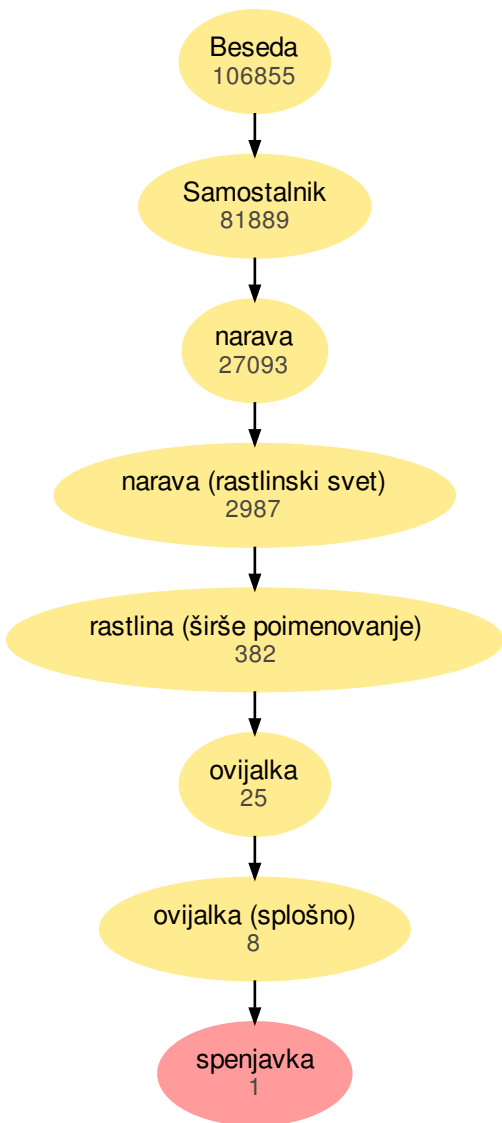 Beseda
106855
Samostalnik
81889
narava
27093
narava (rastlinski svet)
2987
rastlina (širše poimenovanje)
382
ovijalka
25
ovijalka (splošno)
8
spenjavka
1